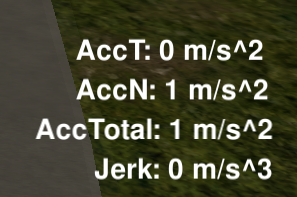 AccT: 0 m/s^2
AccN: 1 m/s^2
AccTotal: 1 m/s^2
Jerk: 0 m/s^3